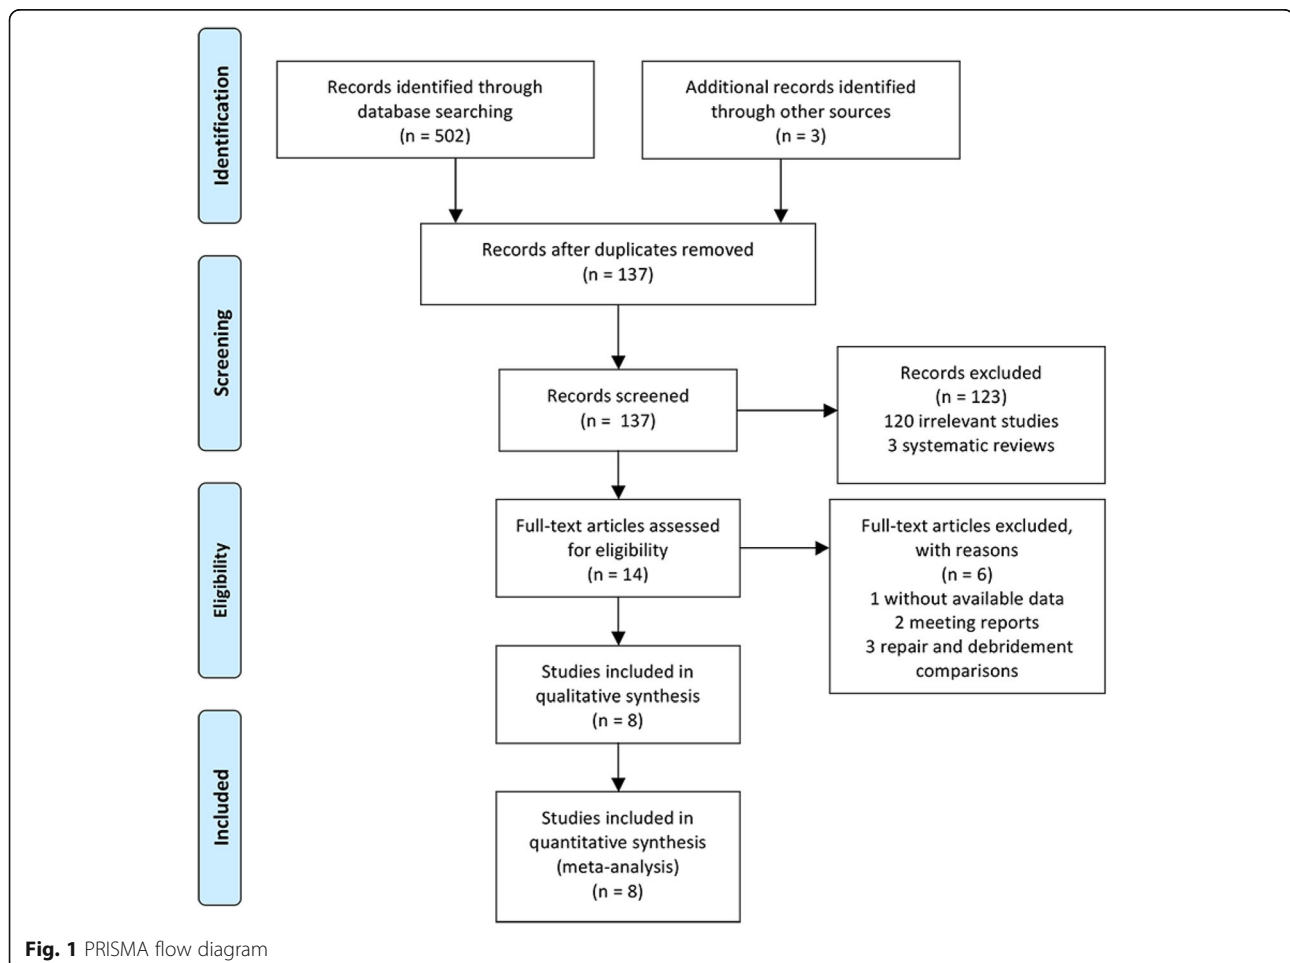 Identification
Records identified through
database searching
(n = 502)
Additional records identified
through other sources
(n = 3)
Records after duplicates removed
(n = 137)
Screening
Records screened
(n = 137)
Records excluded
(n = 123)
120 irrelevant studies
3 systematic reviews
Eligibility
Full-text articles assessed
for eligibility
(n = 14)
Full-text articles excluded,
with reasons
(n = 6)
1 without available data
2 meeting reports
3 repair and debridement
comparisons
Studies included in
qualitative synthesis
(n = 8)
Included
Studies included in
quantitative synthesis
(meta-analysis)
(n = 8)
Fig. 1 PRISMA flow diagram